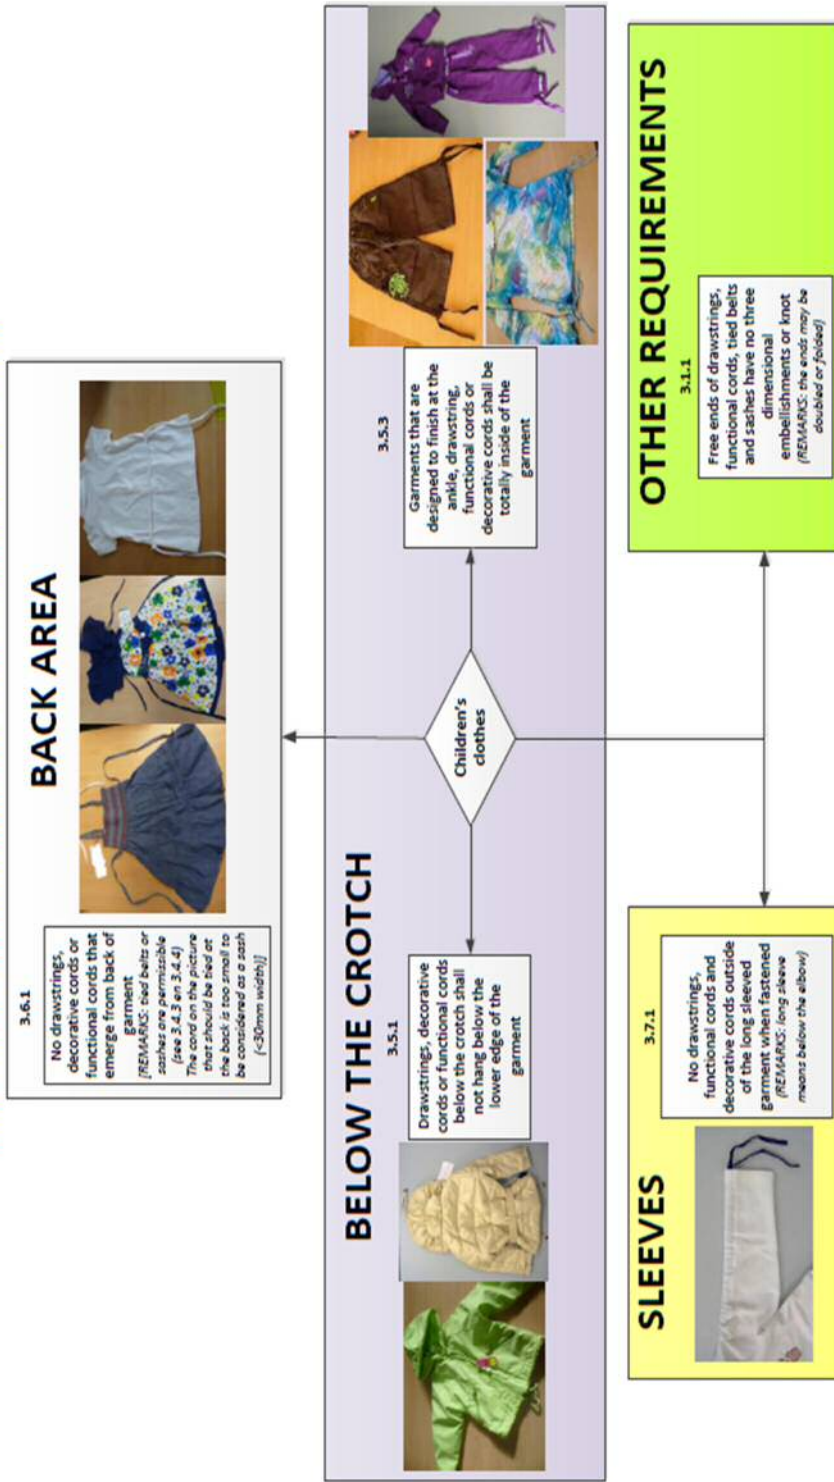 BACK AREA
3.6.1
No drawstrings,
decorative cords or
functional cords that
emerge from back of
garment
[REMARKS: tied belts or
sashes are permissible
(see 3.4.3 en 3.4.4)
The cord on the picture
that should be tied at
the back is too small to
be considered as a sash
(<30mm width)]
BELOW THE CROTCH
3.5.1
Drawstrings, decorative
cords or functional cords
below the crotch shall
not hang below the
lower edge of the
garment
Children's
clothes
3.5.3
Garments that are
designed to finish at the
ankle, drawstring,
functional cords or
decorative cords shall be
totally inside of the
garment
SLEEVES
3.7.1
No drawstrings,
functional cords and
decorative cords outside
of the long sleeved
garment when fastened
(REMARKS: long sleeve
means below the elbow)
OTHER REQUIREMENTS
3.1.1
Free ends of drawstrings,
functional cords, tied belts
and sashes have no three
dimensional
embellishments or knot
(REMARKS: the ends may be
doubled or folded)